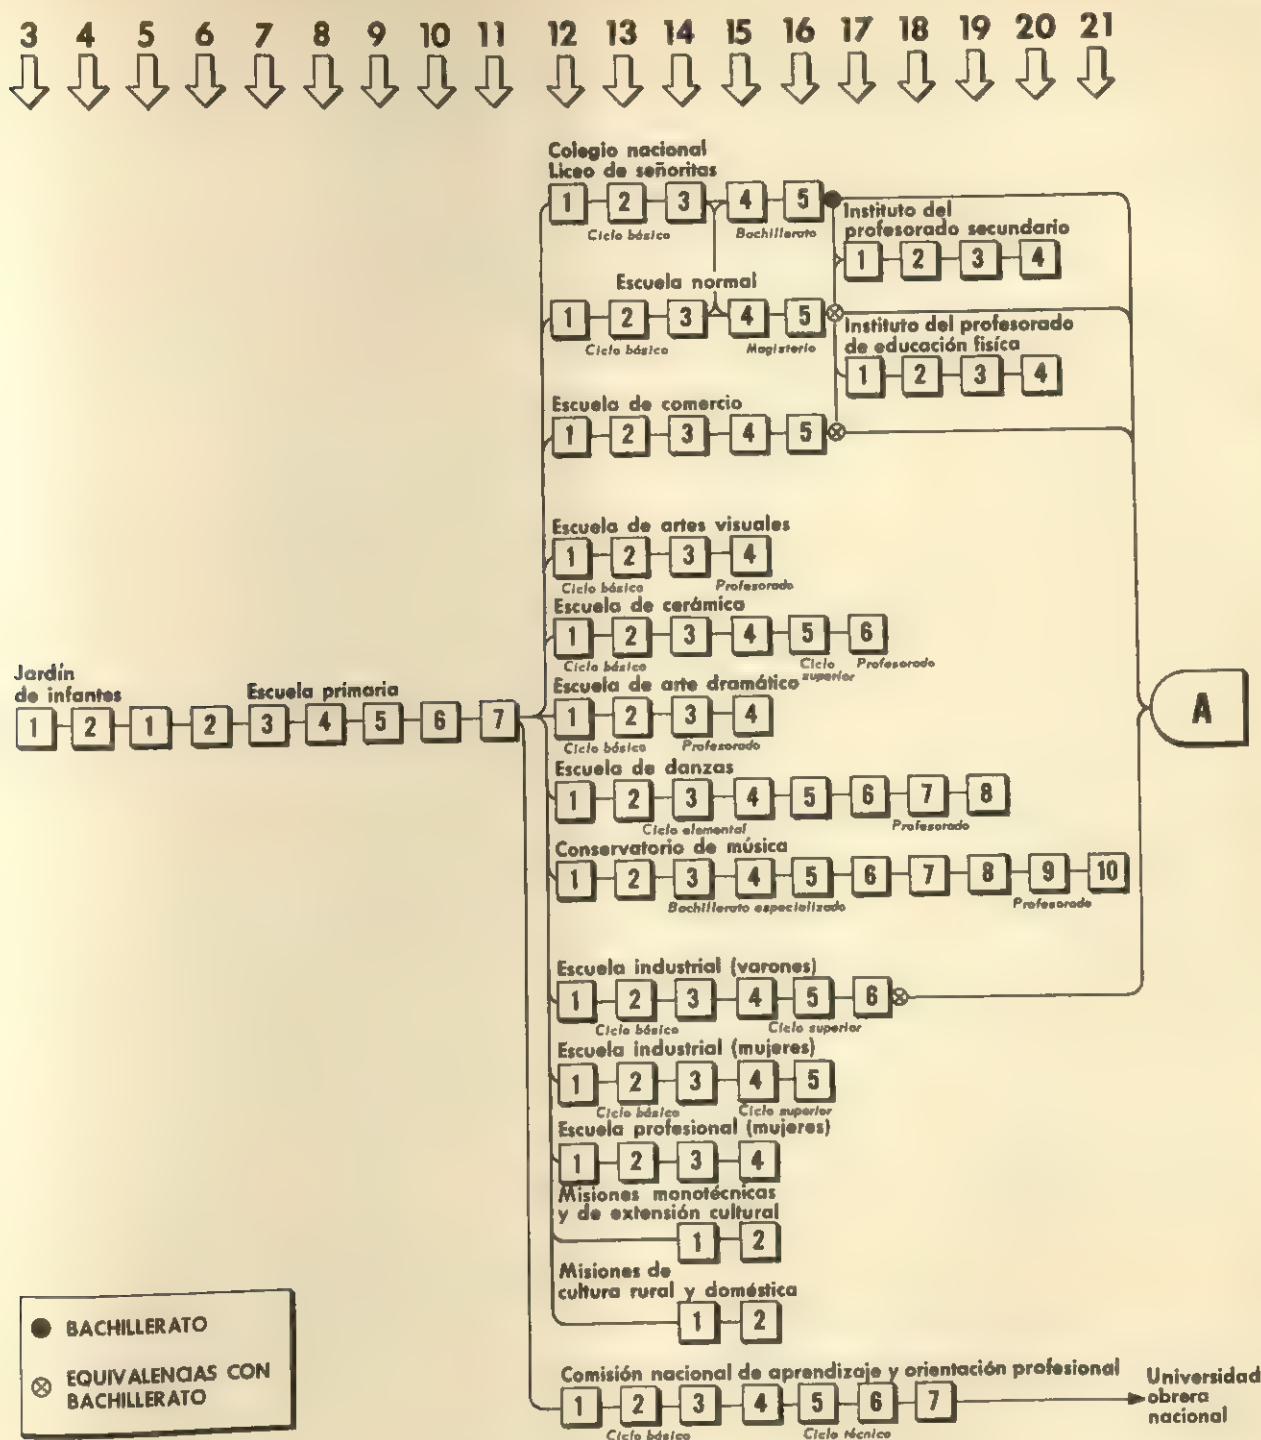 3 4 5 6 7 8 9 10 11 12 13 14 15 16 17 18 19 20 21
Colegio nacional
Liceo de señoritas
1 2 3 4 5
Ciclo básico Bachillerato
Instituto del
profesorado secundario
1 2 3 4
Escuela normal
1 2 3 4 5
Ciclo básico Magisterio
Instituto del profesorado
de educación física
1 2 3 4
Escuela de comercio
1 2 3 4 5
Escuela de artes visuales
1 2 3 4
Ciclo básico Profesorado
Escuela de cerámica
1 2 3 4 5 6
Ciclo básico Ciclo superior Profesorado
Jardín
de infantes
1 2
Escuela primaria
1 2 3 4 5 6 7
Escuela de arte dramático
1 2 3 4
Ciclo básico Profesorado
A
Escuela de danzas
1 2 3 4 5 6 7 8
Ciclo elemental Profesorado
Conservatorio de música
1 2 3 4 5 6 7 8 9 10
Bachillerato especializado Profesorado
Escuela industrial (varones)
1 2 3 4 5 6
Ciclo básico Ciclo superior
Escuela industrial (mujeres)
1 2 3 4 5
Ciclo básico Ciclo superior
Escuela profesional (mujeres)
1 2 3 4
Misiones monotécnicas
y de extensión cultural
1 2
Misiones de
cultura rural y doméstica
1 2
Comisión nacional de aprendizaje y orientación profesional
1 2 3 4 5 6 7
Ciclo básico Ciclo técnico
Universidad
obrera
nacional
BACHILLERATO
EQUIVALENCIAS CON
BACHILLERATO